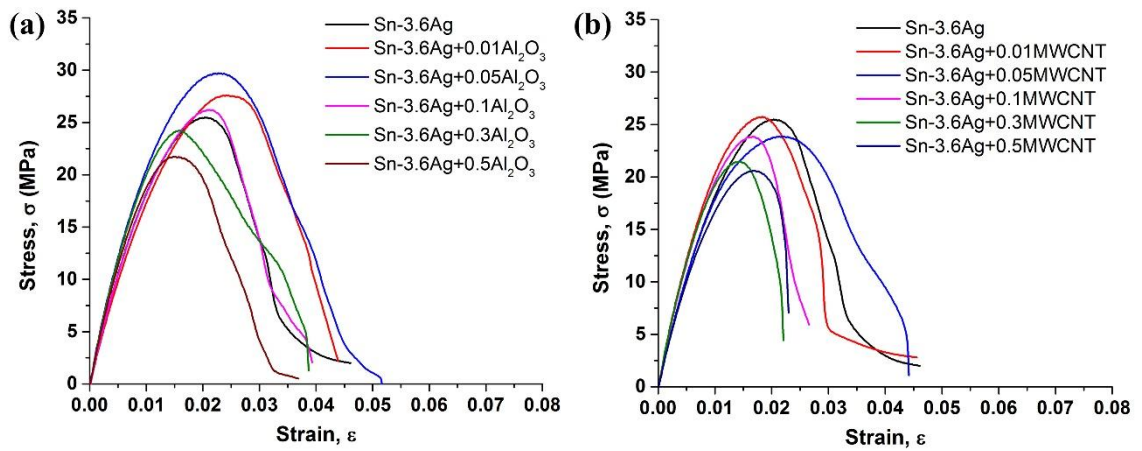 (a)
35
30
25
20
15
10
5
0
Stress, σ (MPa)
0.00 0.01 0.02 0.03 0.04 0.05 0.06 0.07 0.08
Strain, ε
Sn-3.6Ag
Sn-3.6Ag+0.01Al₂O₃
Sn-3.6Ag+0.05Al₂O₃
Sn-3.6Ag+0.1Al₂O₃
Sn-3.6Ag+0.3Al₂O₃
Sn-3.6Ag+0.5Al₂O₃
(b)
35
30
25
20
15
10
5
0
Stress, σ (MPa)
0.00 0.01 0.02 0.03 0.04 0.05 0.06 0.07 0.08
Strain, ε
Sn-3.6Ag
Sn-3.6Ag+0.01MWCNT
Sn-3.6Ag+0.05MWCNT
Sn-3.6Ag+0.1MWCNT
Sn-3.6Ag+0.3MWCNT
Sn-3.6Ag+0.5MWCNT